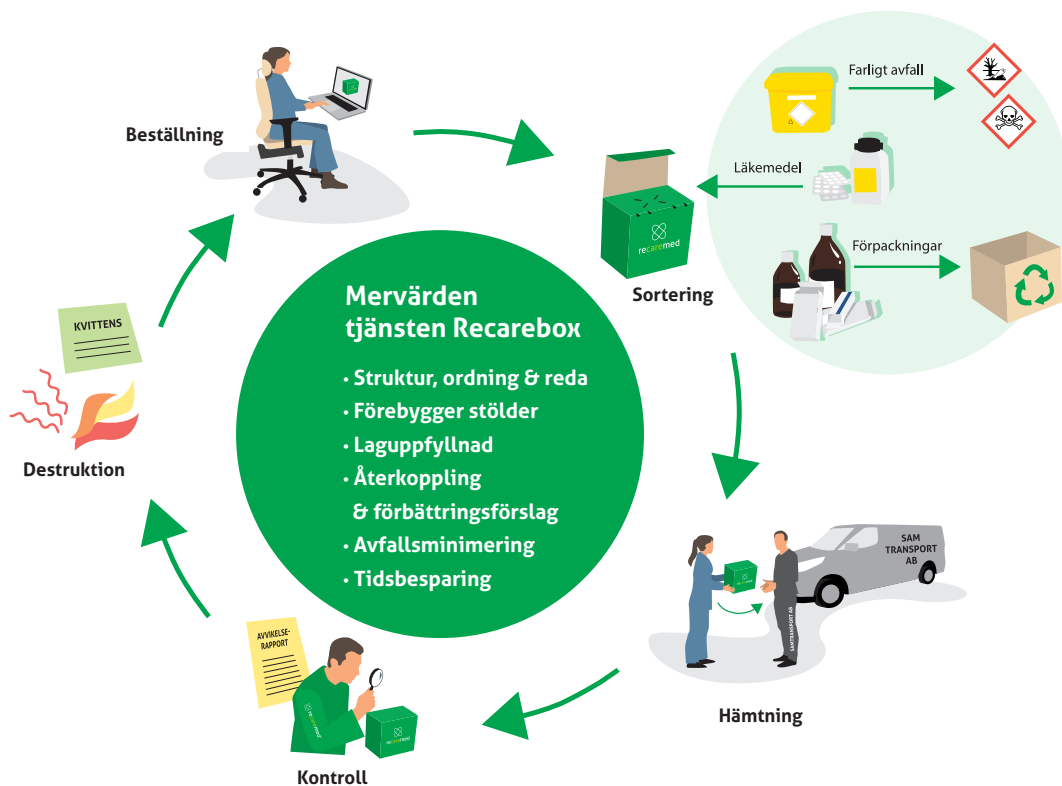 Beställning
Farligt avfall
Läkemedel
Förpackningar
recaremed
Sortering
Mervärden
tjänsten Recarebox
• Struktur, ordning & reda
• Förebygger stölder
• Laguppfyllnad
• Återkoppling
& förbättringsförslag
• Avfallsminimering
• Tidsbesparing
KVITTENS
Destruktion
SAM
TRANSPORT
AB
recaremed
SAMTRANSPORT AB
Hämtning
AVVIKELSE-
RAPPORT
recaremed
recaremed
Kontroll